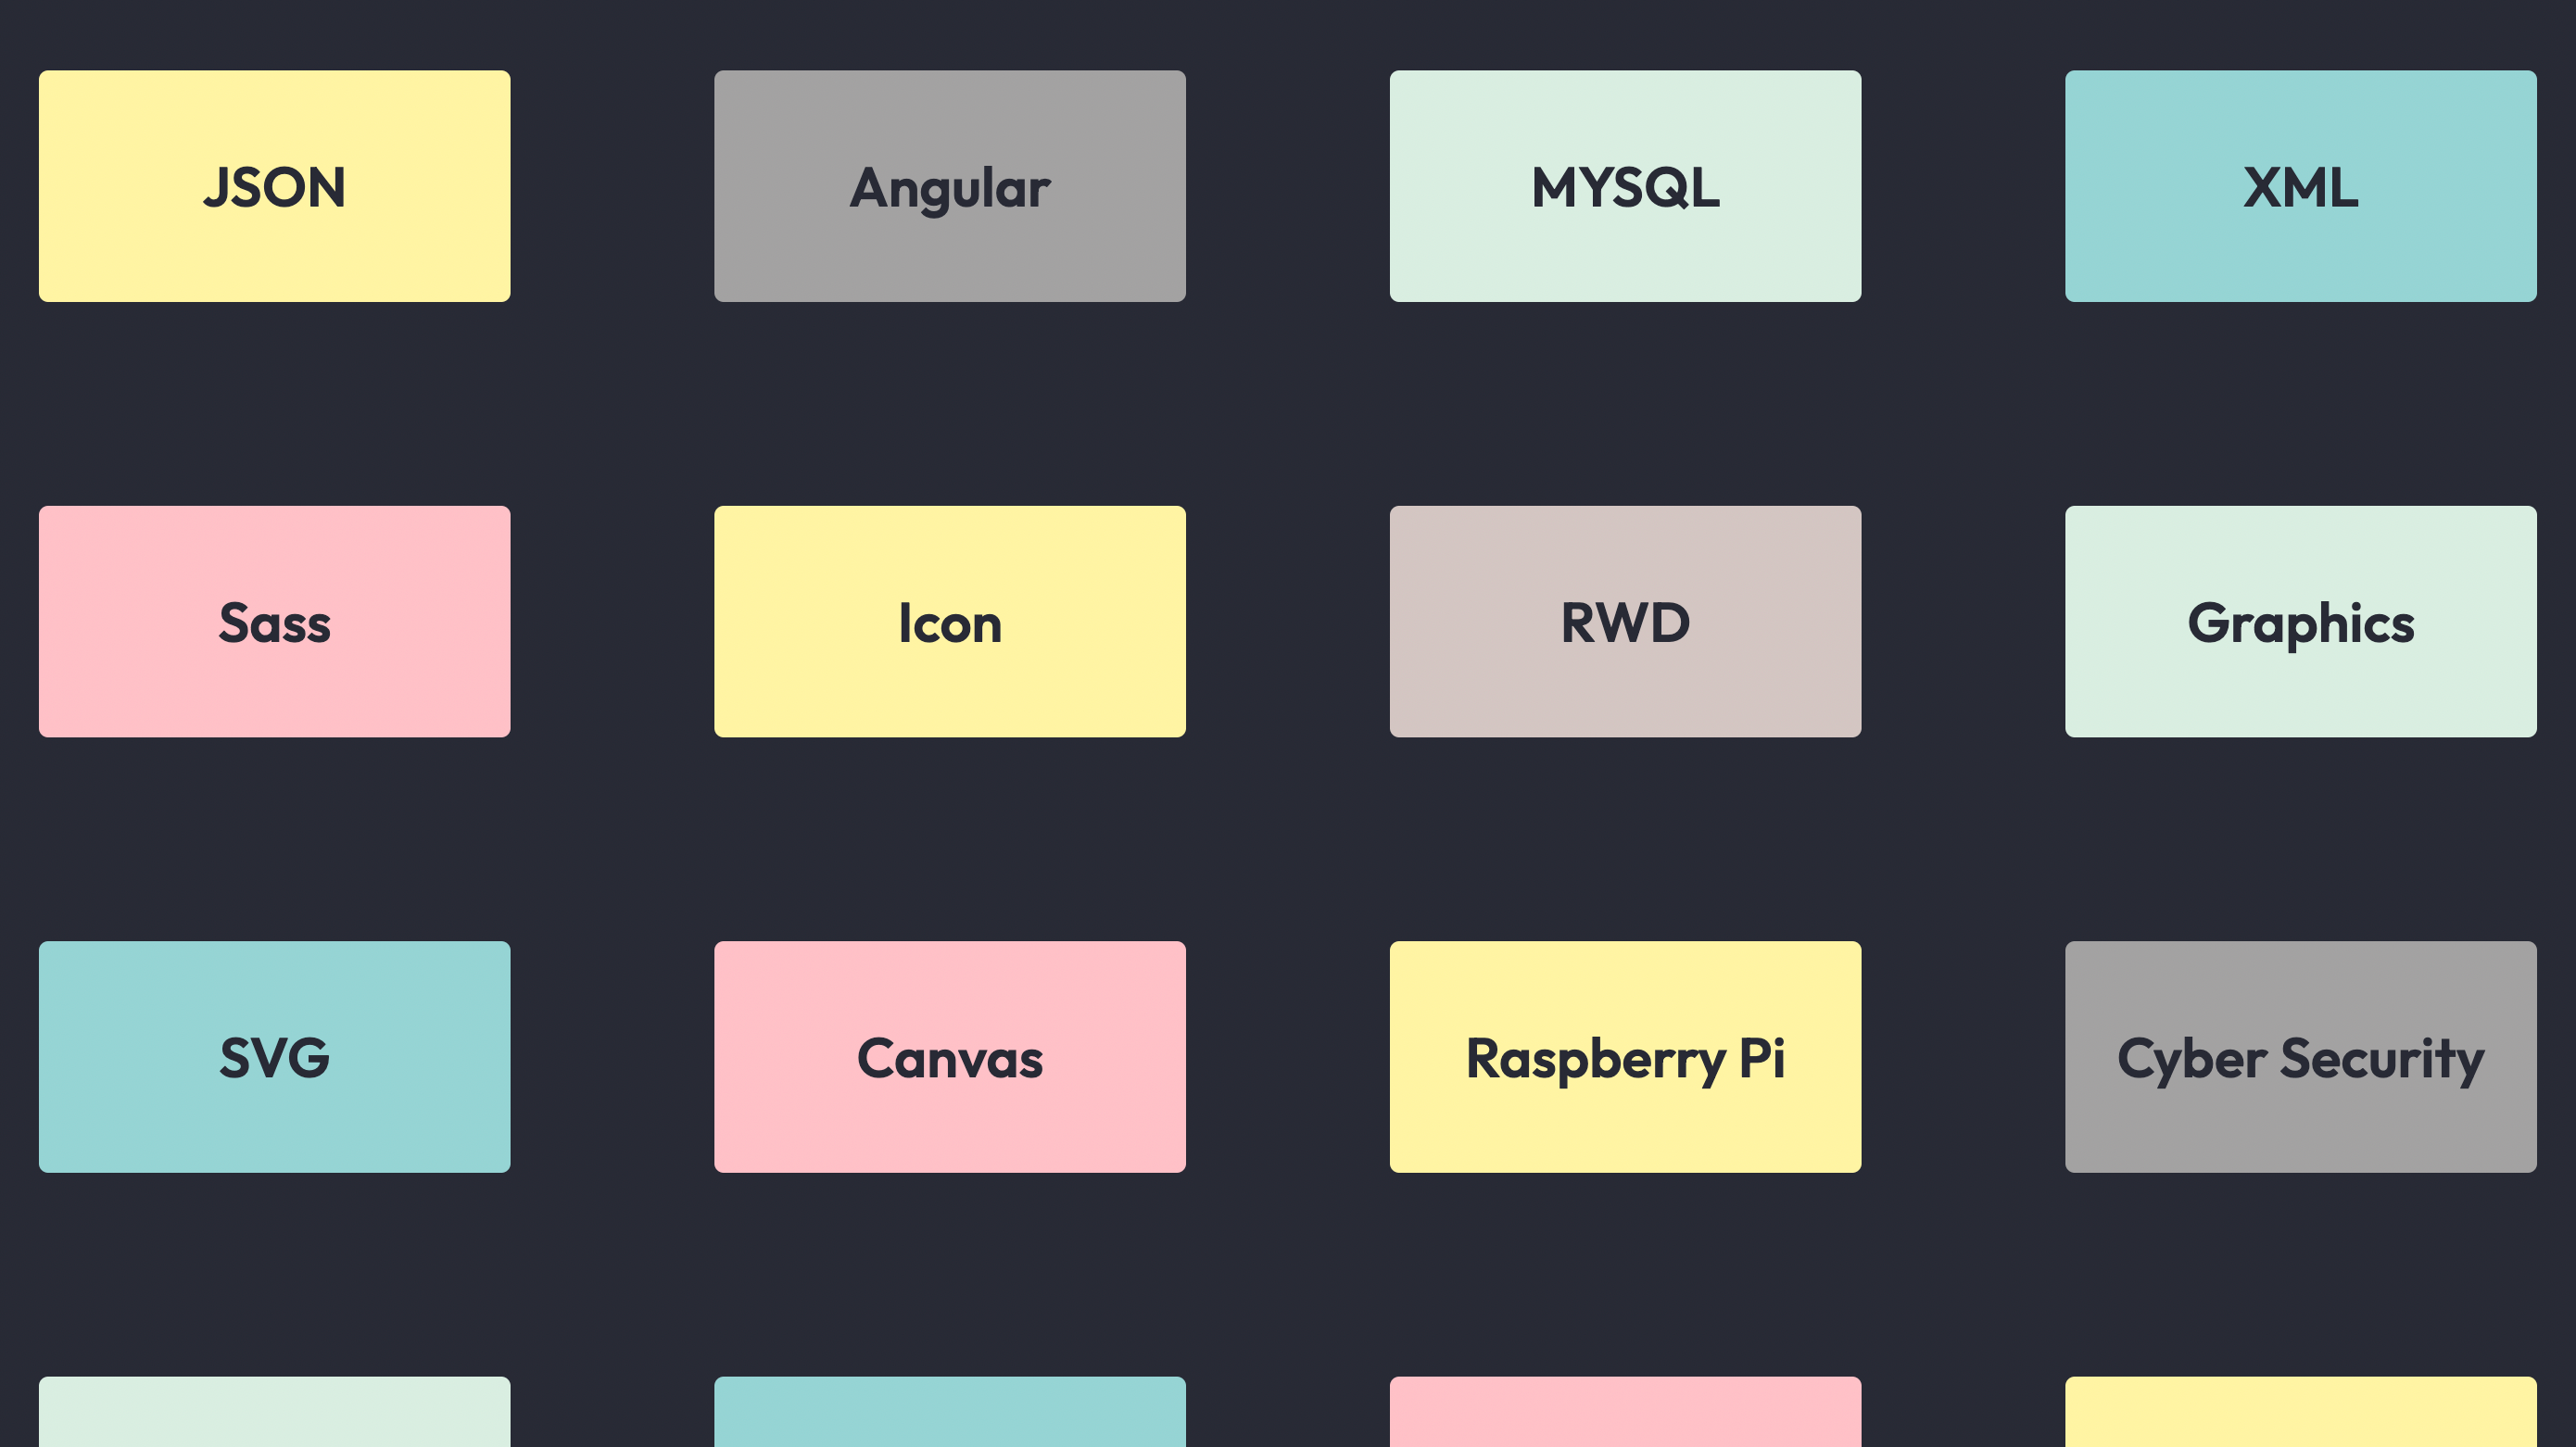 JSON
Angular
MYSQL
XML
Sass
Icon
RWD
Graphics
SVG
Canvas
Raspberry Pi
Cyber Security